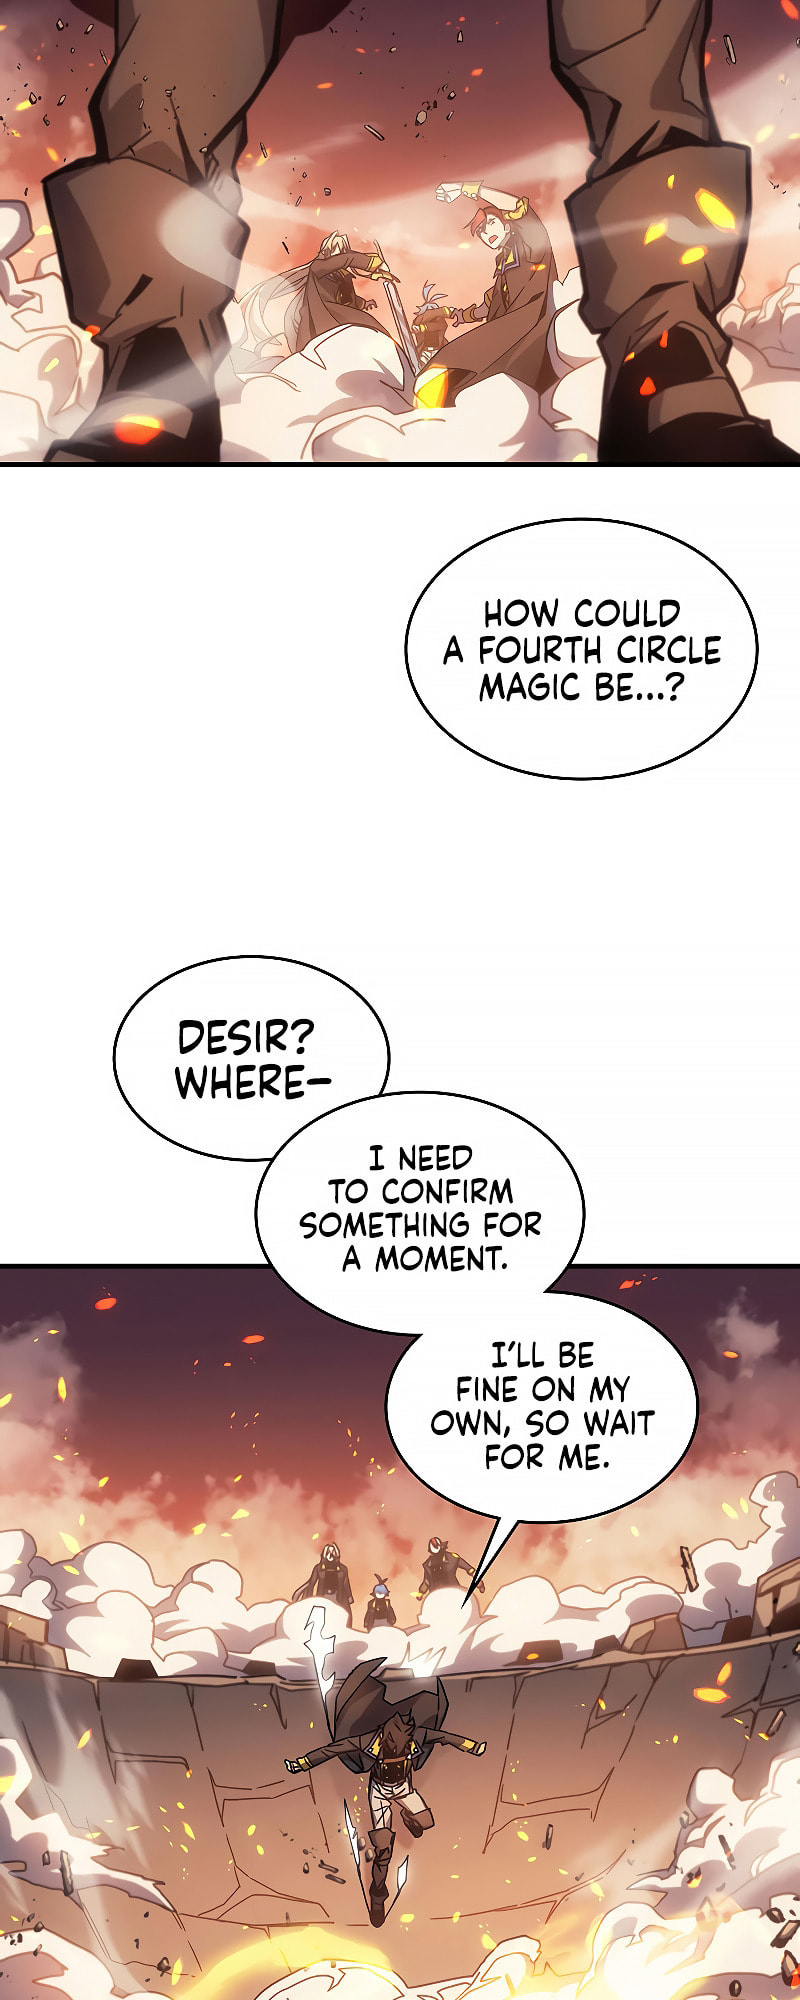 HOW COULD
A FOURTH CIRCLE
MAGIC BE...?
DESIR?
WHERE-
I NEED
TO CONFIRM
SOMETHING FOR
A MOMENT.
I'LL BE
FINE ON MY
OWN, SO WAIT
FOR ME.